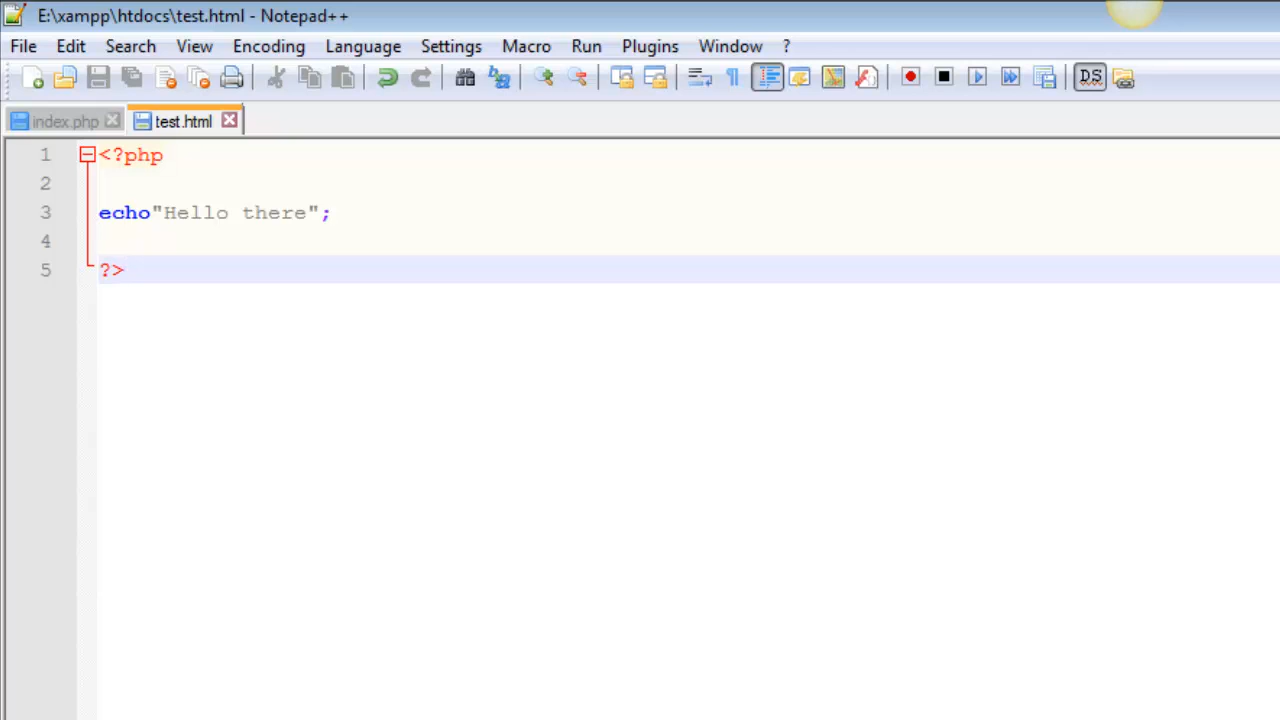 E:\xampp\htdocs\test.html - Notepad++
File Edit Search View Encoding Language Settings Macro Run Plugins Window ?
DS
index.php test.html
1 <?php
2
3 echo"Hello there";
4
5 ?>